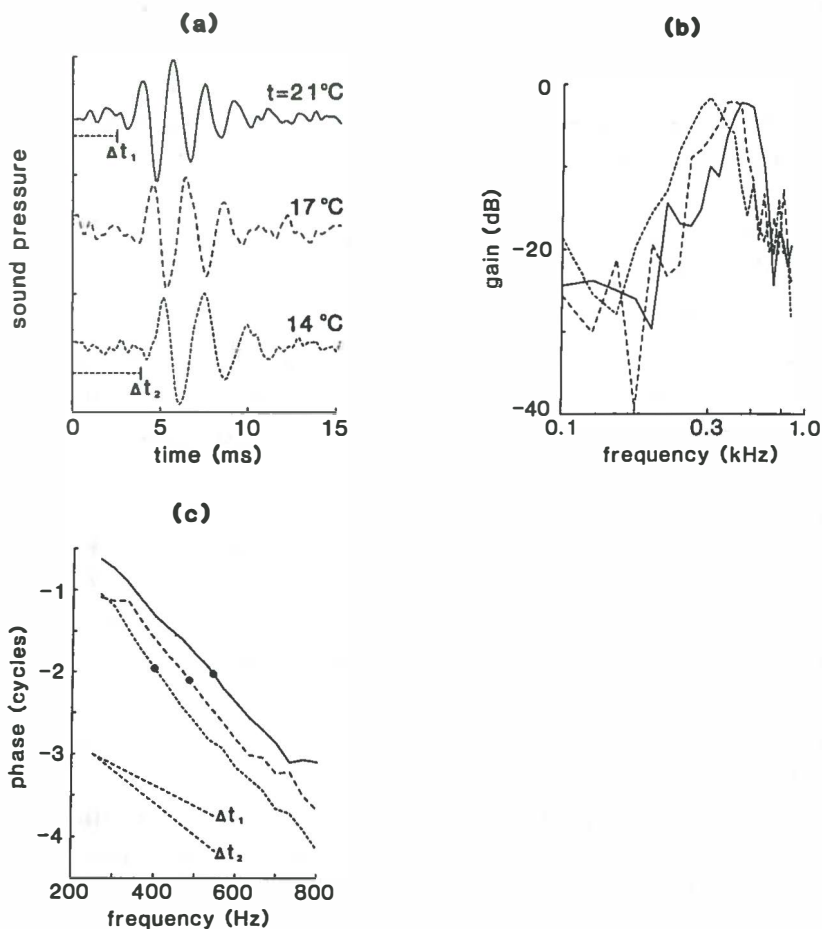 (a)
t=21°C
Δt₁
17 °C
14 °C
Δt₂
sound pressure
0
5
10
15
time (ms)
(b)
0
-20
-40
gain (dB)
0.1
0.3
1.0
frequency (kHz)
(c)
-1
-2
-3
-4
phase (cycles)
Δt₁
Δt₂
200
400
600
800
frequency (Hz)